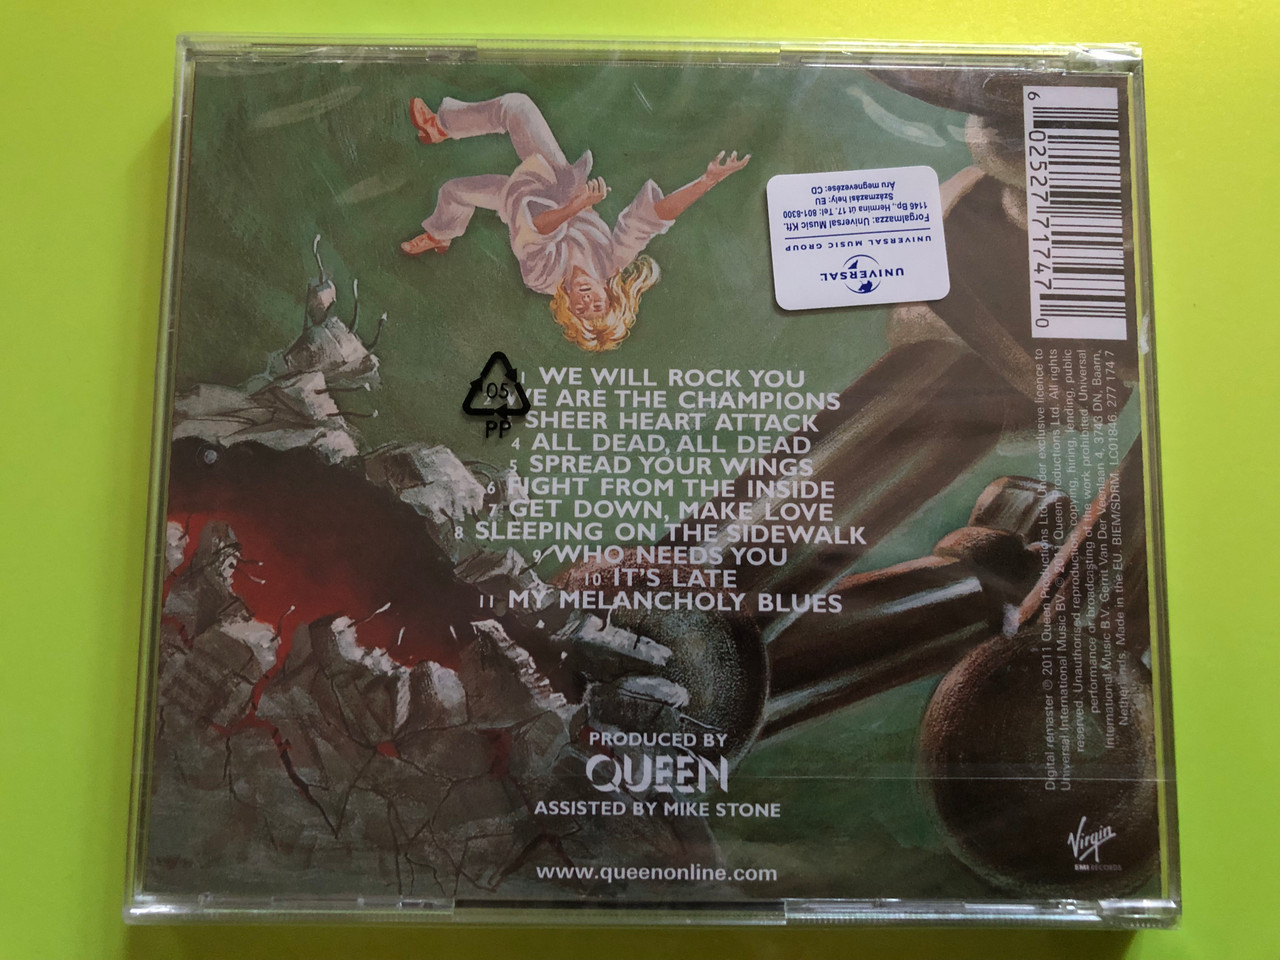 1 WE WILL ROCK YOU
2 WE ARE THE CHAMPIONS
SHEER HEART ATTACK
4 ALL DEAD, ALL DEAD
5 SPREAD YOUR WINGS
6 FIGHT FROM THE INSIDE
7 GET DOWN, MAKE LOVE
8 SLEEPING ON THE SIDEWALK
9 WHO NEEDS YOU
10 IT'S LATE
11 MY MELANCHOLY BLUES
05
PP
PRODUCED BY
QUEEN
ASSISTED BY MIKE STONE
www.queenonline.com
UNIVERSAL
UNIVERSAL MUSIC GROUP
Forgalmazza: Universal Music Kft.
1146 Bp., Hermina út 17. Tel: 801-8300
Származási hely: EU
Áru megnevezése: CD
6 02527 71747 0
Digital remaster ℗ 2011 Queen Productions Ltd. Under exclusive licence to
Universal International Music BV. © 2011 Queen Productions Ltd. All rights
reserved. Unauthorised reproduction, copying, hiring, lending, public
performance or broadcasting of the work prohibited. Universal
International Music B.V. Gerrit Van Der Veenlaan 4, 3743 DN, Baarn,
Netherlands. Made in the EU. BIEM/SDRM. LC01846. 277 174 7
Virgin
EMI RECORDS